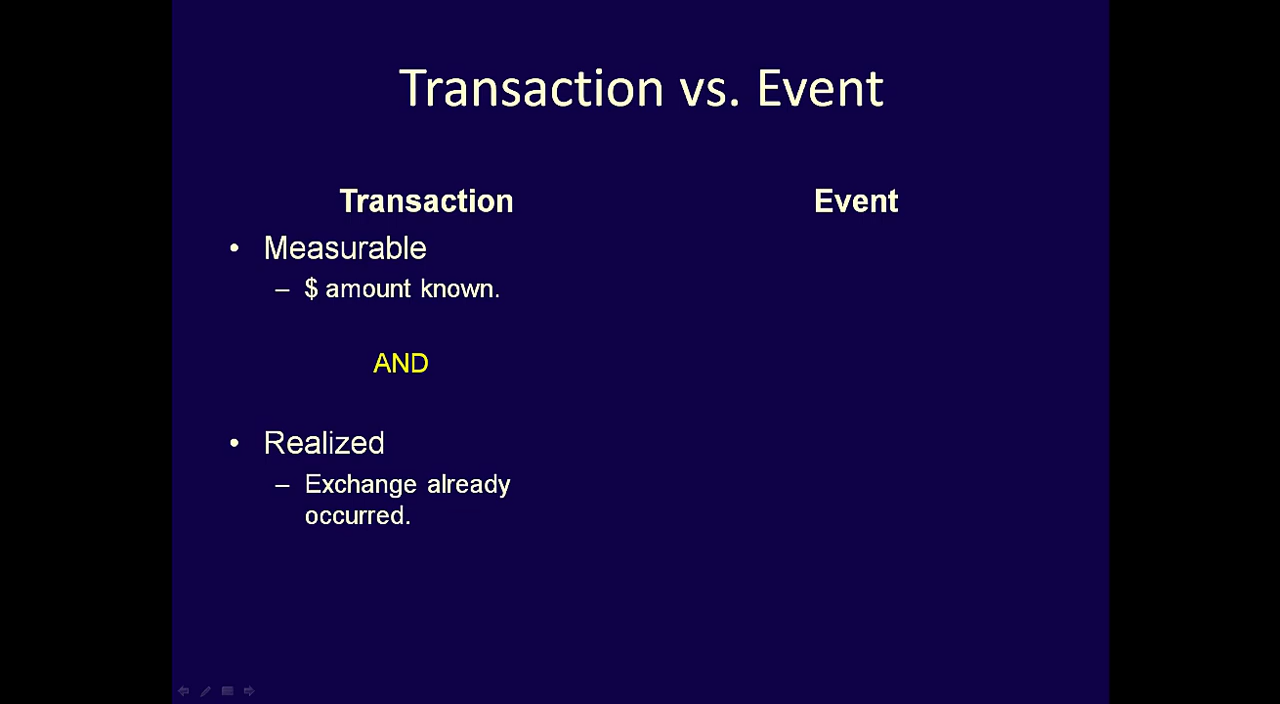 Transaction vs. Event
Transaction
• Measurable
– $ amount known.
AND
• Realized
– Exchange already
occurred.
Event